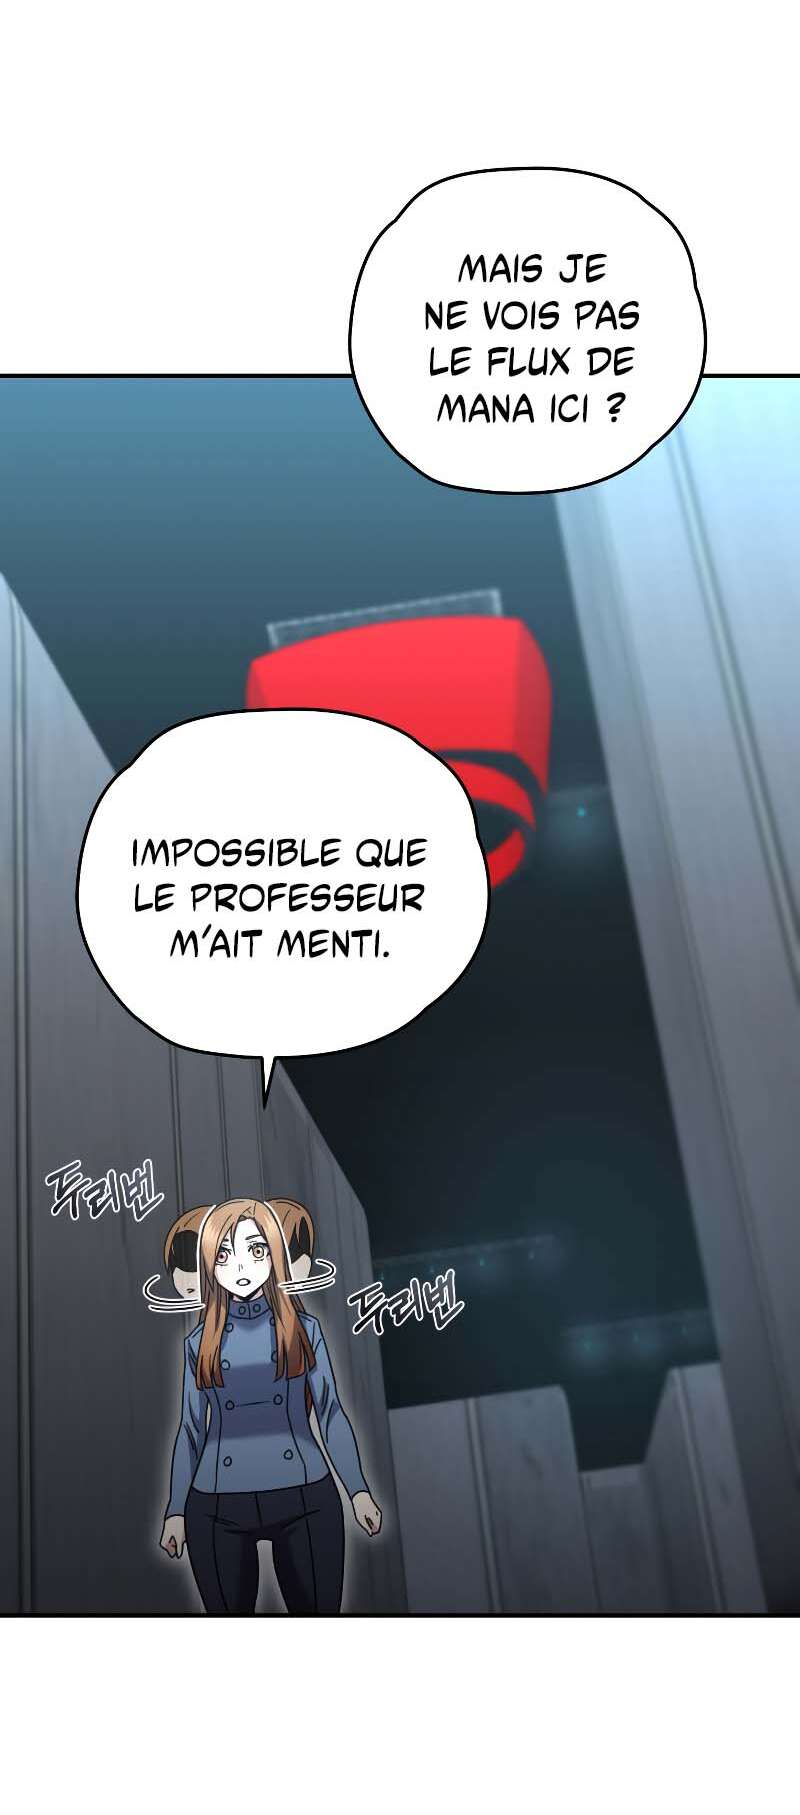 MAIS JE
NE VOIS PAS
LE FLUX DE
MANA ICI ?
IMPOSSIBLE QUE
LE PROFESSEUR
M'AIT MENTI.
두리번
두리번